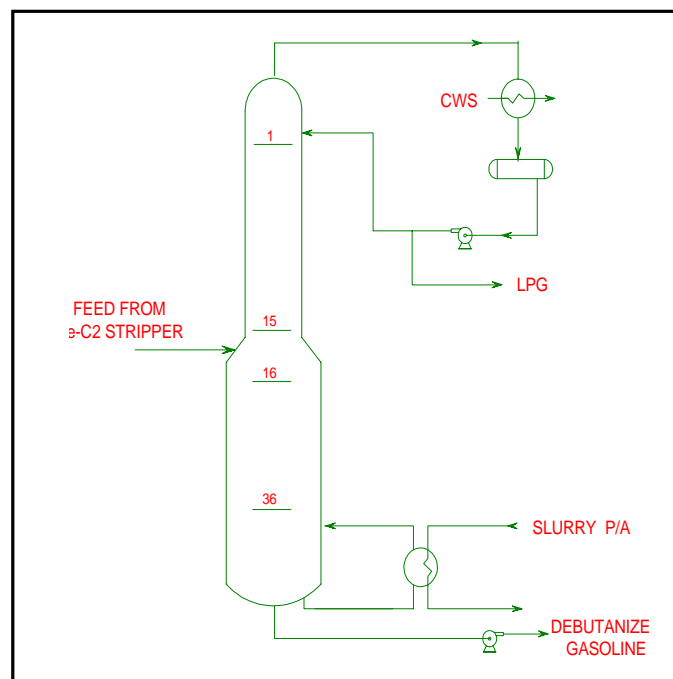 CWS
1
LPG
FEED FROM
e-C2 STRIPPER
15
16
36
SLURRY P/A
DEBUTANIZE
GASOLINE